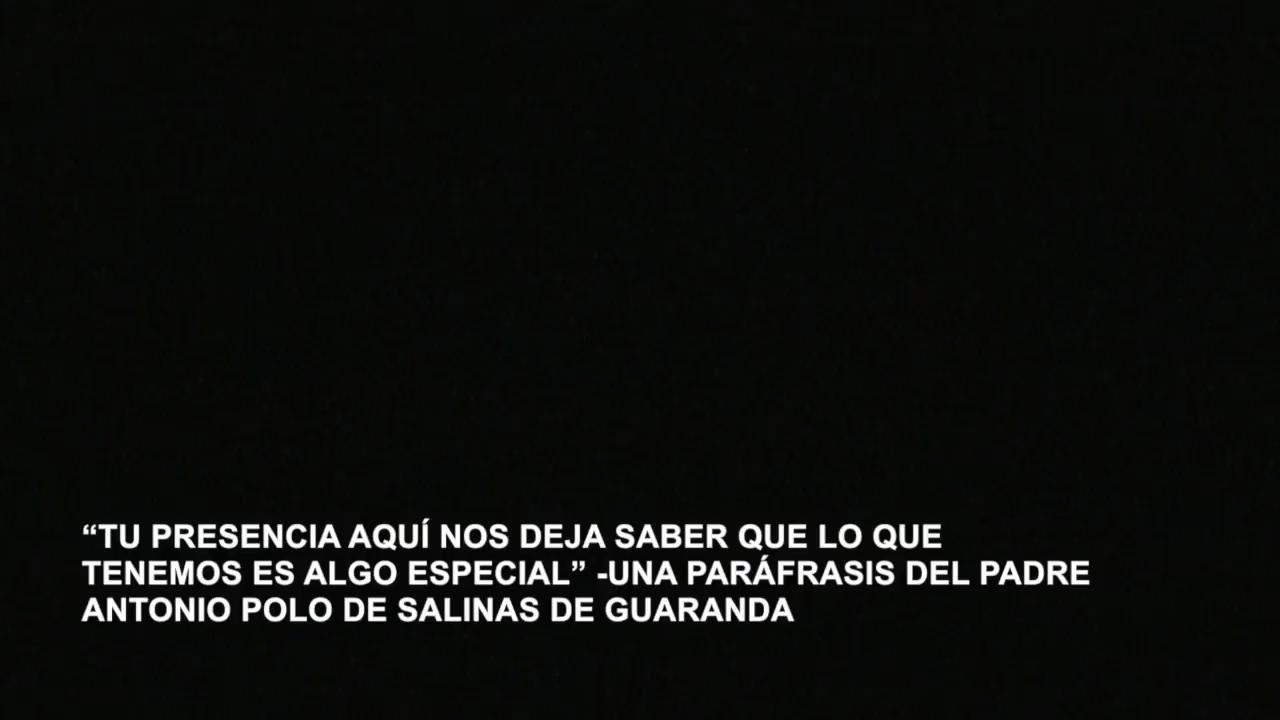 “TU PRESENCIA AQUÍ NOS DEJA SABER QUE LO QUE
TENEMOS ES ALGO ESPECIAL” -UNA PARÁFRASIS DEL PADRE
ANTONIO POLO DE SALINAS DE GUARANDA